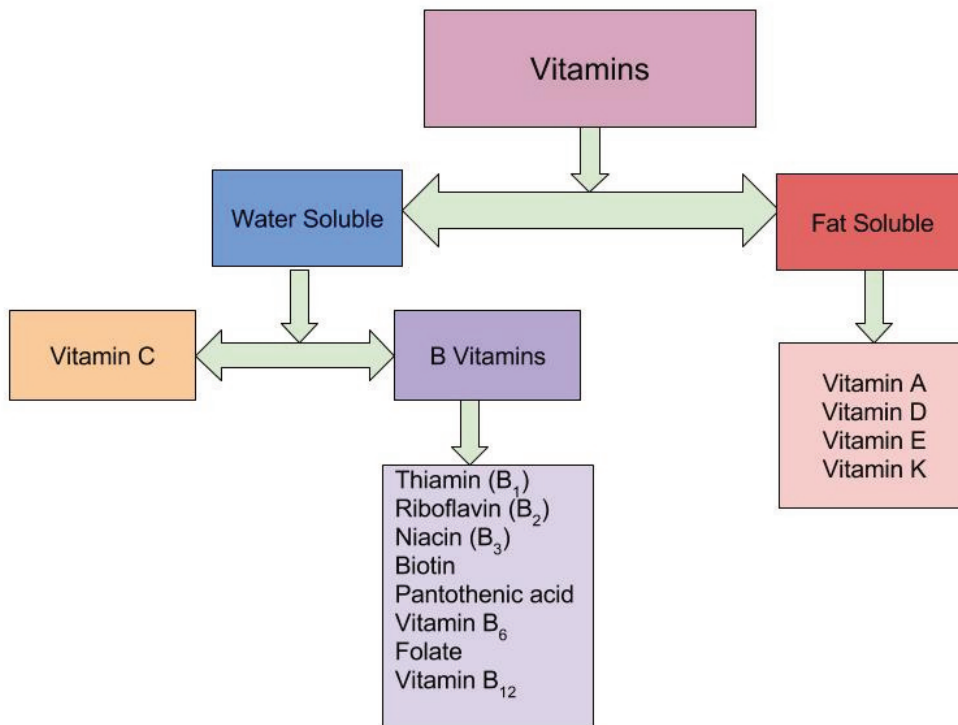 Vitamins
Water Soluble
Fat Soluble
Vitamin C
B Vitamins
Vitamin A
Vitamin D
Vitamin E
Vitamin K
Thiamin (B₁)
Riboflavin (B₂)
Niacin (B₃)
Biotin
Pantothenic acid
Vitamin B₆
Folate
Vitamin B₁₂